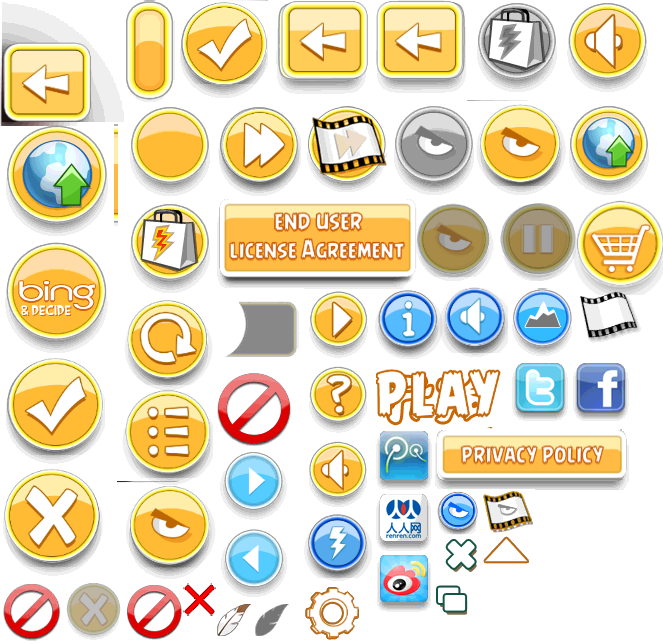 END USER
LICENSE AGREEMENT
bing
& DECIDE
PLAY
f
PRIVACY POLICY
人人网
renren.com